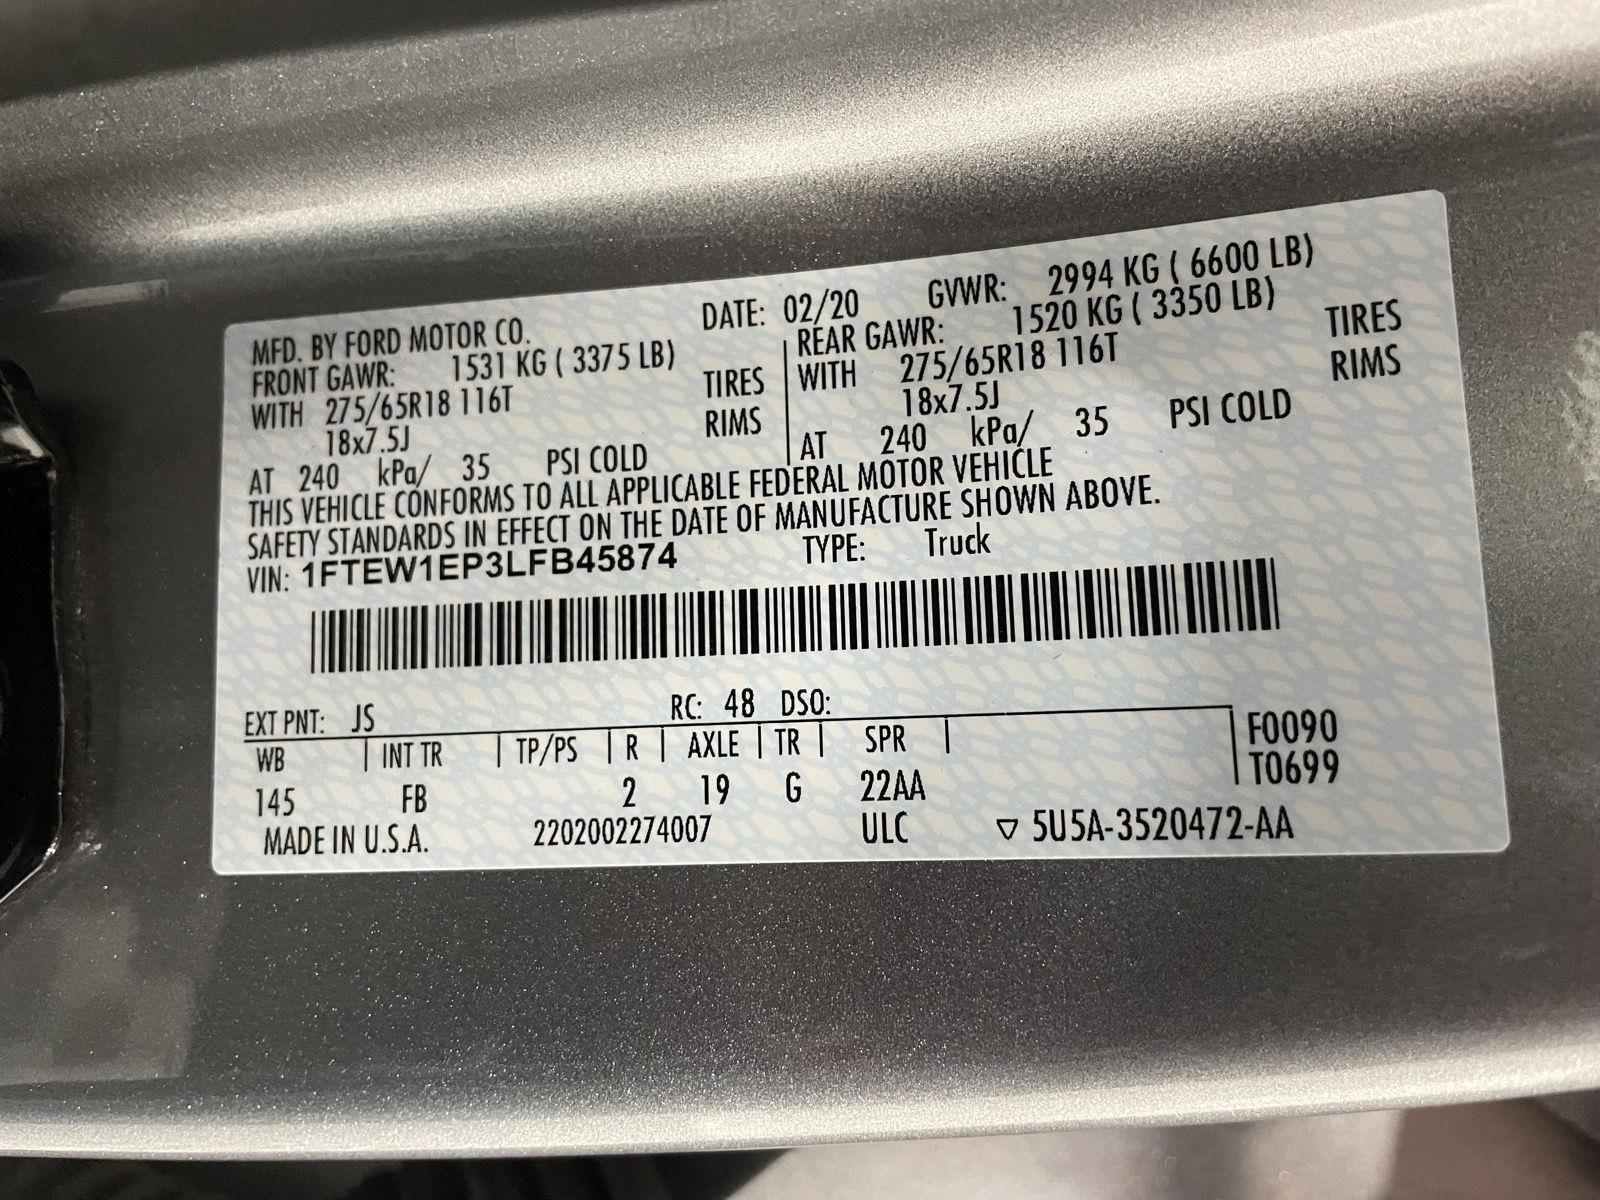 MFD. BY FORD MOTOR CO. DATE: 02/20 GVWR: 2994 KG ( 6600 LB)
FRONT GAWR: 1531 KG ( 3375 LB)
WITH 275/65R18 116T TIRES
18x7.5J RIMS
AT 240 kPa/ 35 PSI COLD
REAR GAWR: 1520 KG ( 3350 LB)
WITH 275/65R18 116T TIRES
18x7.5J RIMS
AT 240 kPa/ 35 PSI COLD
THIS VEHICLE CONFORMS TO ALL APPLICABLE FEDERAL MOTOR VEHICLE
SAFETY STANDARDS IN EFFECT ON THE DATE OF MANUFACTURE SHOWN ABOVE.
VIN: 1FTEW1EP3LFB45874 TYPE: Truck
EXT PNT: JS RC: 48 DSO:
WB | INT TR | TP/PS | R | AXLE | TR | SPR | F0090
145 FB 2 19 G 22AA T0699
MADE IN U.S.A. 2202002274007 ULC ▽ 5U5A-3520472-AA